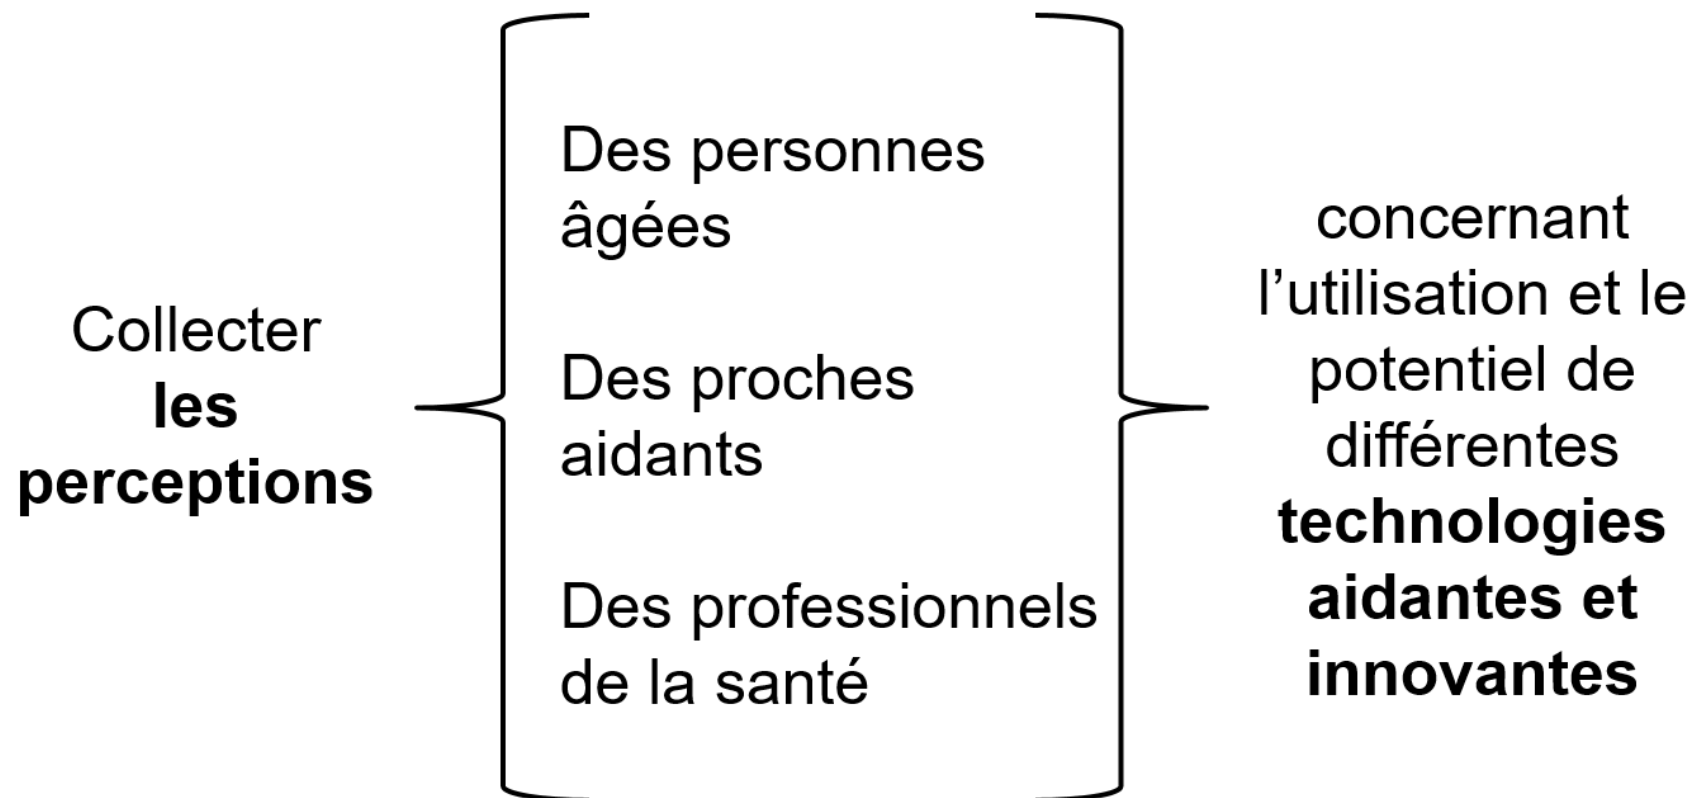 Collecter
les
perceptions
Des personnes
âgées
Des proches
aidants
Des professionnels
de la santé
concernant
l’utilisation et le
potentiel de
différentes
technologies
aidantes et
innovantes